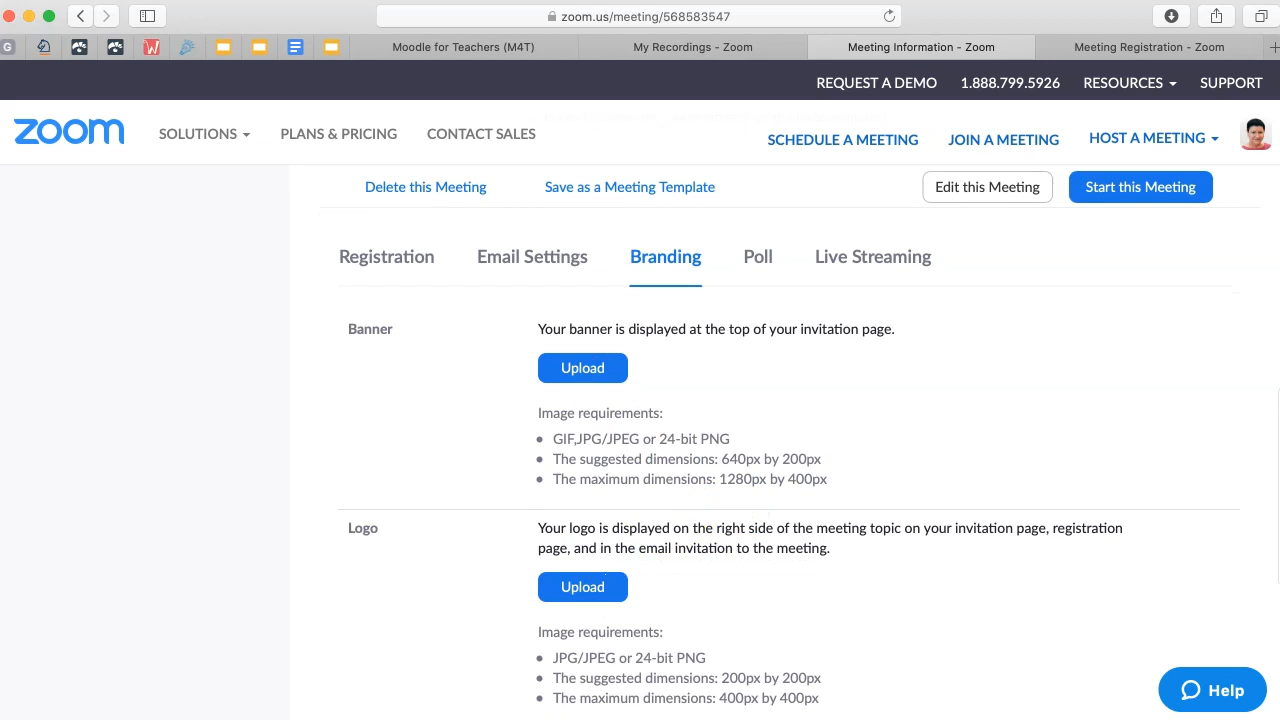 zoom.us/meeting/568583547
G
W
Moodle for Teachers (M4T)
My Recordings - Zoom
Meeting Information - Zoom
Meeting Registration - Zoom
REQUEST A DEMO
1.888.799.5926
RESOURCES
SUPPORT
zoom
SOLUTIONS
PLANS & PRICING
CONTACT SALES
SCHEDULE A MEETING
JOIN A MEETING
HOST A MEETING
Delete this Meeting
Save as a Meeting Template
Edit this Meeting
Start this Meeting
Registration
Email Settings
Branding
Poll
Live Streaming
Banner
Your banner is displayed at the top of your invitation page.
Upload
Image requirements:
GIF,JPG/JPEG or 24-bit PNG
The suggested dimensions: 640px by 200px
The maximum dimensions: 1280px by 400px
Logo
Your logo is displayed on the right side of the meeting topic on your invitation page, registration
page, and in the email invitation to the meeting.
Upload
Image requirements:
JPG/JPEG or 24-bit PNG
The suggested dimensions: 200px by 200px
The maximum dimensions: 400px by 400px
Help